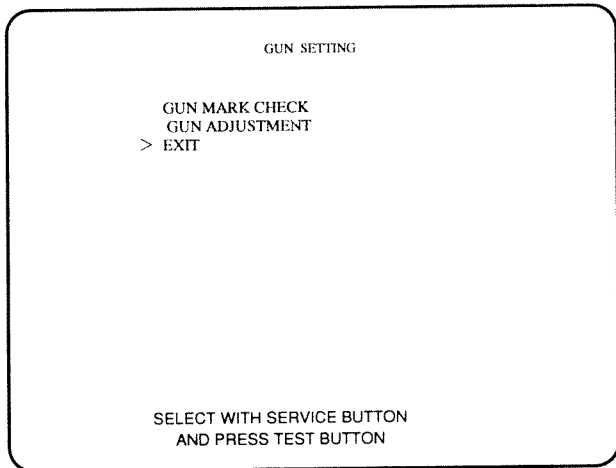 GUN SETTING
GUN MARK CHECK
GUN ADJUSTMENT
> EXIT
SELECT WITH SERVICE BUTTON
AND PRESS TEST BUTTON